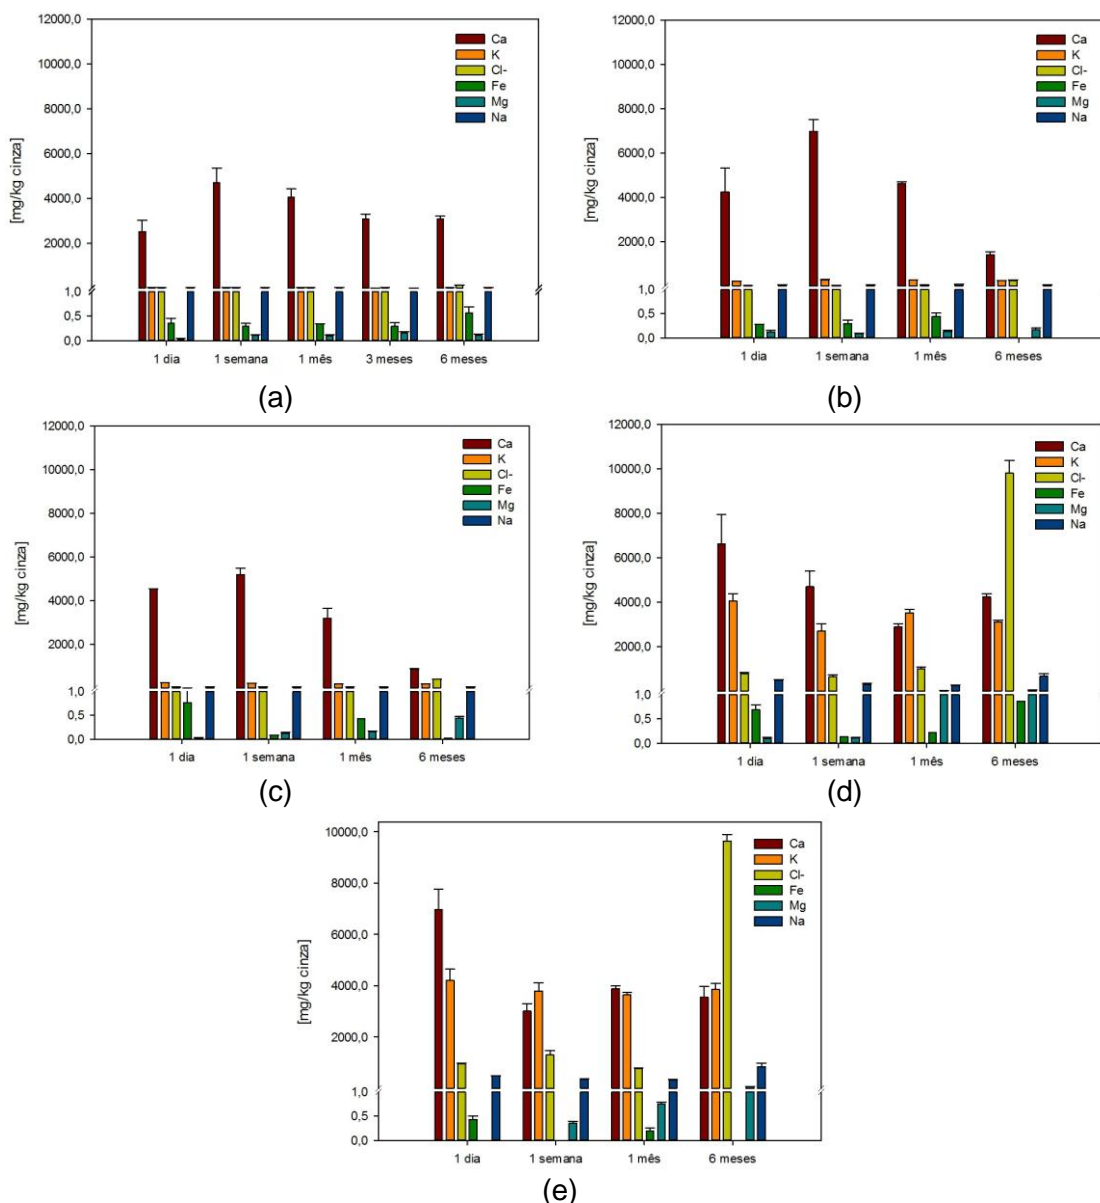 12000,0
10000,0
8000,0
6000,0
4000,0
2000,0
1,0
0,5
0,0
[mg/kg cinza]
Ca
K
Cl-
Fe
Mg
Na
1 dia
1 semana
1 mês
3 meses
6 meses
(a)
12000,0
10000,0
8000,0
6000,0
4000,0
2000,0
1,0
0,5
0,0
[mg/kg cinza]
Ca
K
Cl-
Fe
Mg
Na
1 dia
1 semana
1 mês
6 meses
(b)
12000,0
10000,0
8000,0
6000,0
4000,0
2000,0
1,0
0,5
0,0
[mg/kg cinza]
Ca
K
Cl-
Fe
Mg
Na
1 dia
1 semana
1 mês
6 meses
(c)
12000,0
10000,0
8000,0
6000,0
4000,0
2000,0
1,0
0,5
0,0
[mg/kg cinza]
Ca
K
Cl-
Fe
Mg
Na
1 dia
1 semana
1 mês
6 meses
(d)
10000,0
8000,0
6000,0
4000,0
2000,0
1,0
0,5
0,0
[mg/kg cinza]
Ca
K
Cl-
Fe
Mg
Na
1 dia
1 semana
1 mês
6 meses
(e)